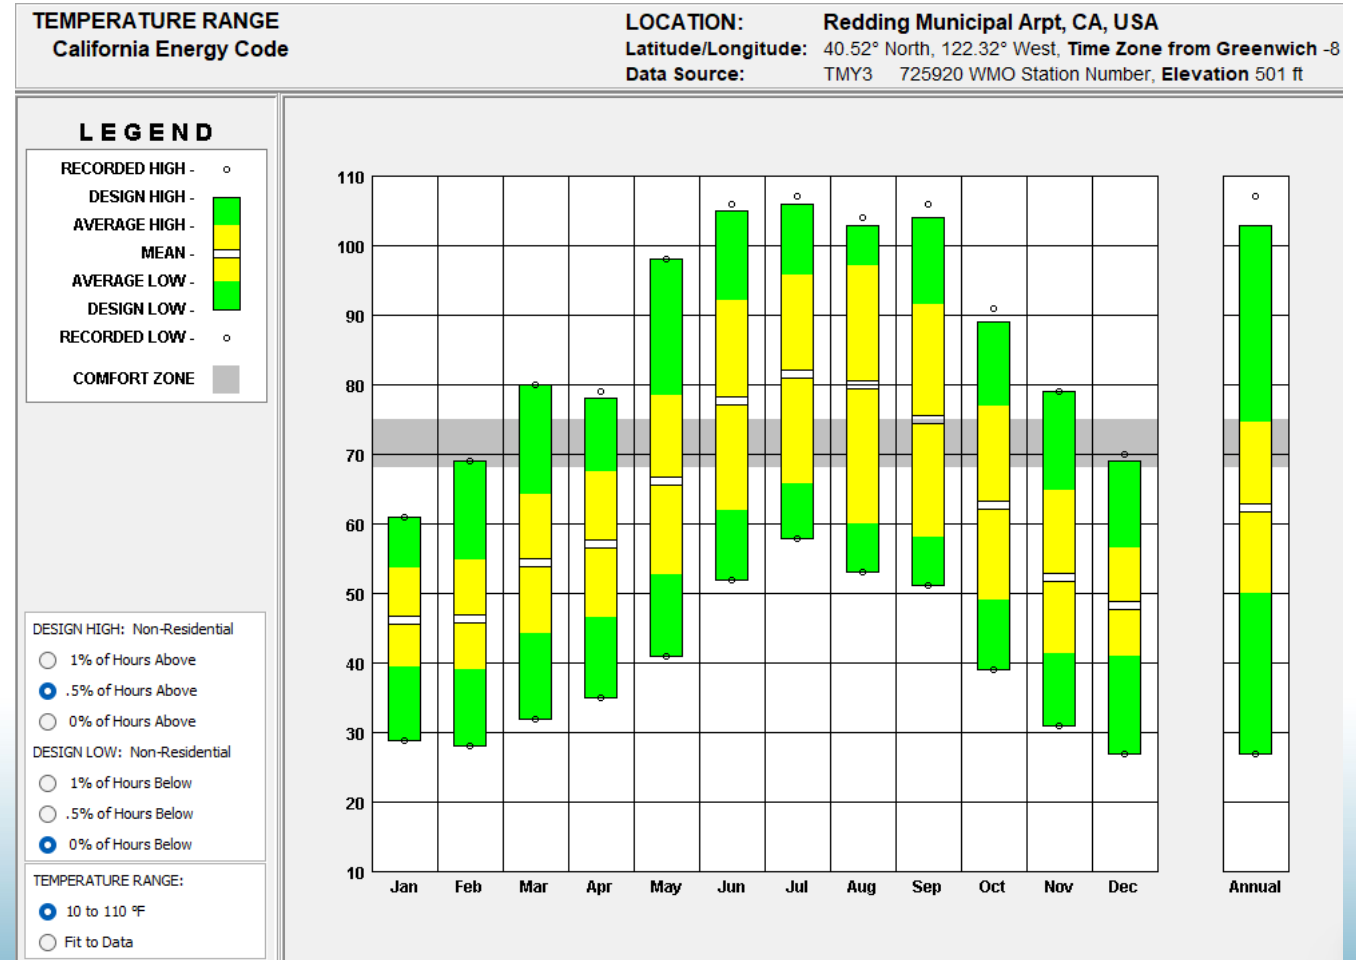 TEMPERATURE RANGE
California Energy Code
LOCATION: Redding Municipal Arpt, CA, USA
Latitude/Longitude: 40.52° North, 122.32° West, Time Zone from Greenwich -8
Data Source: TMY3 725920 WMO Station Number, Elevation 501 ft
LEGEND
RECORDED HIGH -
DESIGN HIGH -
AVERAGE HIGH -
MEAN -
AVERAGE LOW -
DESIGN LOW -
RECORDED LOW -
COMFORT ZONE
DESIGN HIGH: Non-Residential
1% of Hours Above
.5% of Hours Above
0% of Hours Above
DESIGN LOW: Non-Residential
1% of Hours Below
.5% of Hours Below
0% of Hours Below
TEMPERATURE RANGE:
10 to 110 °F
Fit to Data
110
100
90
80
70
60
50
40
30
20
10
Jan Feb Mar Apr May Jun Jul Aug Sep Oct Nov Dec Annual